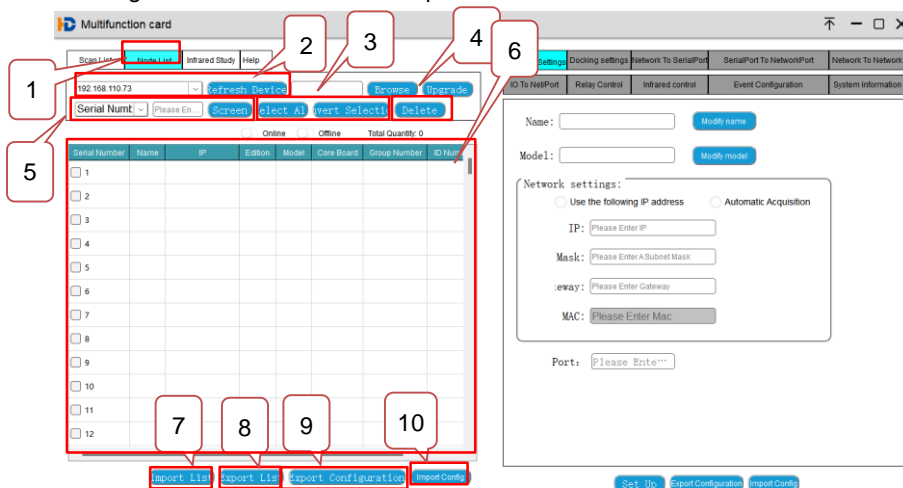 Multifunction card
Scan List Node List Infrared Study Help
192.168.110.73 Refresh Device Browse Upgrade
Serial Numt Please En... Screen elect Al vert Selecti Delete
Online Offline Total Quantity: 0
Serial Number Name IP Edition Model Core Board Group Number ID Num
1
2
3
4
5
6
7
8
9
10
11
12
Import List Export Lis Export Configuration Import Config
1
2
3
4
5
6
7
8
9
10
Settings Docking settings Network To SerialPort SerialPort To NetworkPort Network To Network
IO To Net/Port Relay Control Infrared control Event Configuration System Information
Name: Modify name
Model: Modify model
Network settings:
Use the following IP address Automatic Acquisition
IP: Please Enter IP
Mask: Please Enter A Subnet Mask
eway: Please Enter Gateway
MAC: Please Enter Mac
Port: Please Ente…
Set Up Export Configuration Import Config